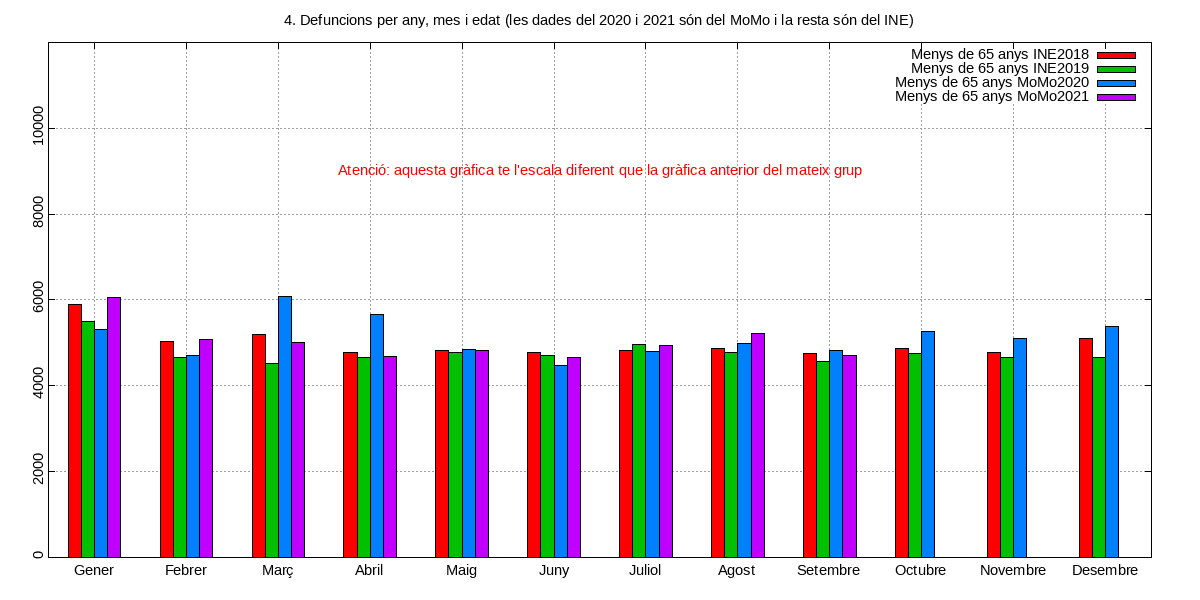 4. Defuncions per any, mes i edat (les dades del 2020 i 2021 són del MoMo i la resta són del INE)
Menys de 65 anys INE2018
Menys de 65 anys INE2019
Menys de 65 anys MoMo2020
Menys de 65 anys MoMo2021
Atenció: aquesta gràfica te l'escala diferent que la gràfica anterior del mateix grup
10000
8000
6000
4000
2000
0
Gener Febrer Març Abril Maig Juny Juliol Agost Setembre Octubre Novembre Desembre